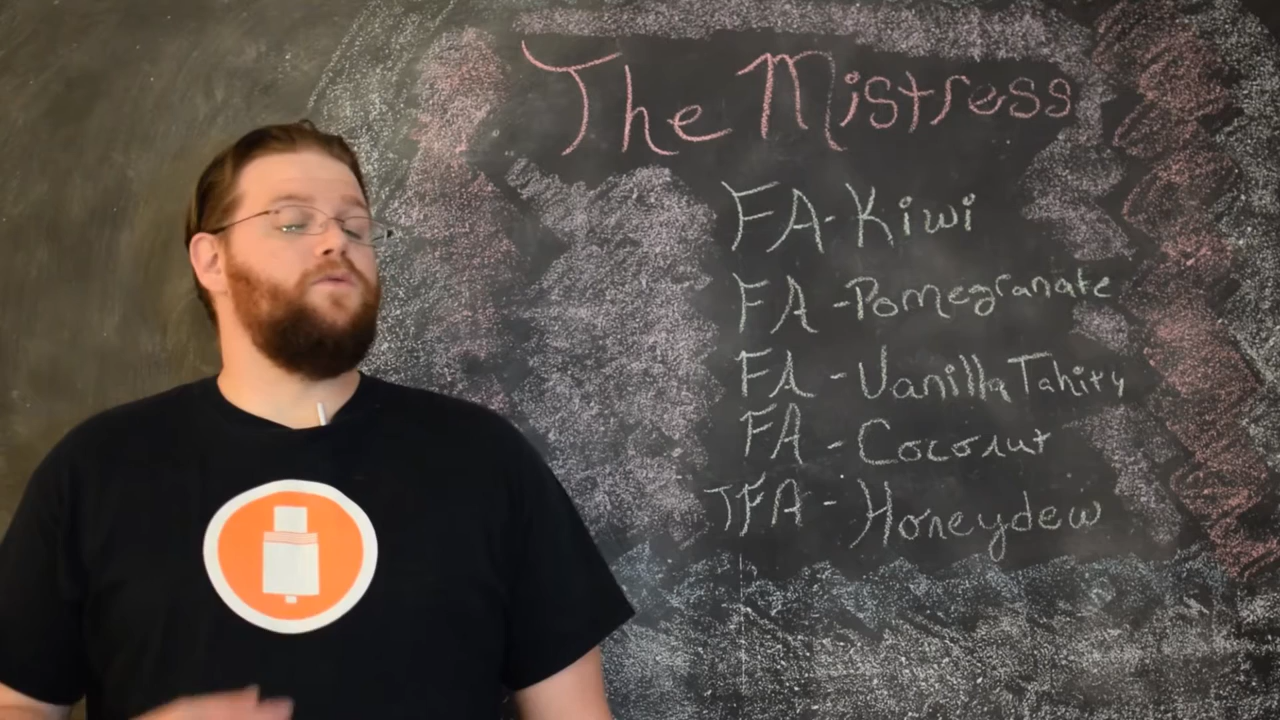 The Mistress
FA-Kiwi
FA-Pomegranate
FA-Vanilla Tahity
FA-Coconut
TFA-Honeydew